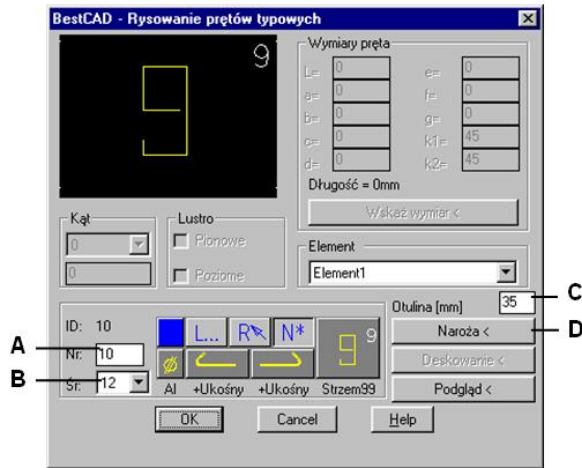 BestCAD - Rysowanie prętów typowych
9
Wymiary pręta
L= 0 e= 0
a= 0 f= 0
b= 0 g= 0
c= 0 k1= 45
d= 0 k2= 45
Długość = 0mm
Wskaż wymiar <
Kąt
0
0
Lustro
Pionowe
Poziome
Element
Element1
Otulina [mm] 35 C
ID: 10
A Nr: 10
B Śr: 12
L... R N*
9
AI +Ukośny +Ukośny Strzem99
Naroża < D
Deskowanie <
Podgląd <
OK Cancel Help